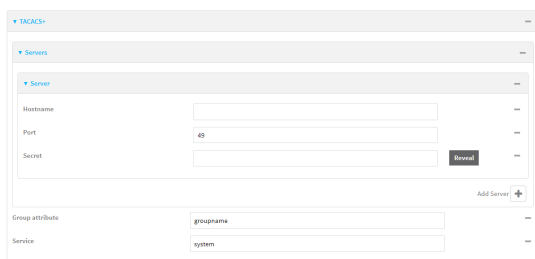 ▼ TACACS+
▼ Servers
▼ Server
Hostname
Port 49
Secret Reveal
Add Server
Group attribute groupname
Service system